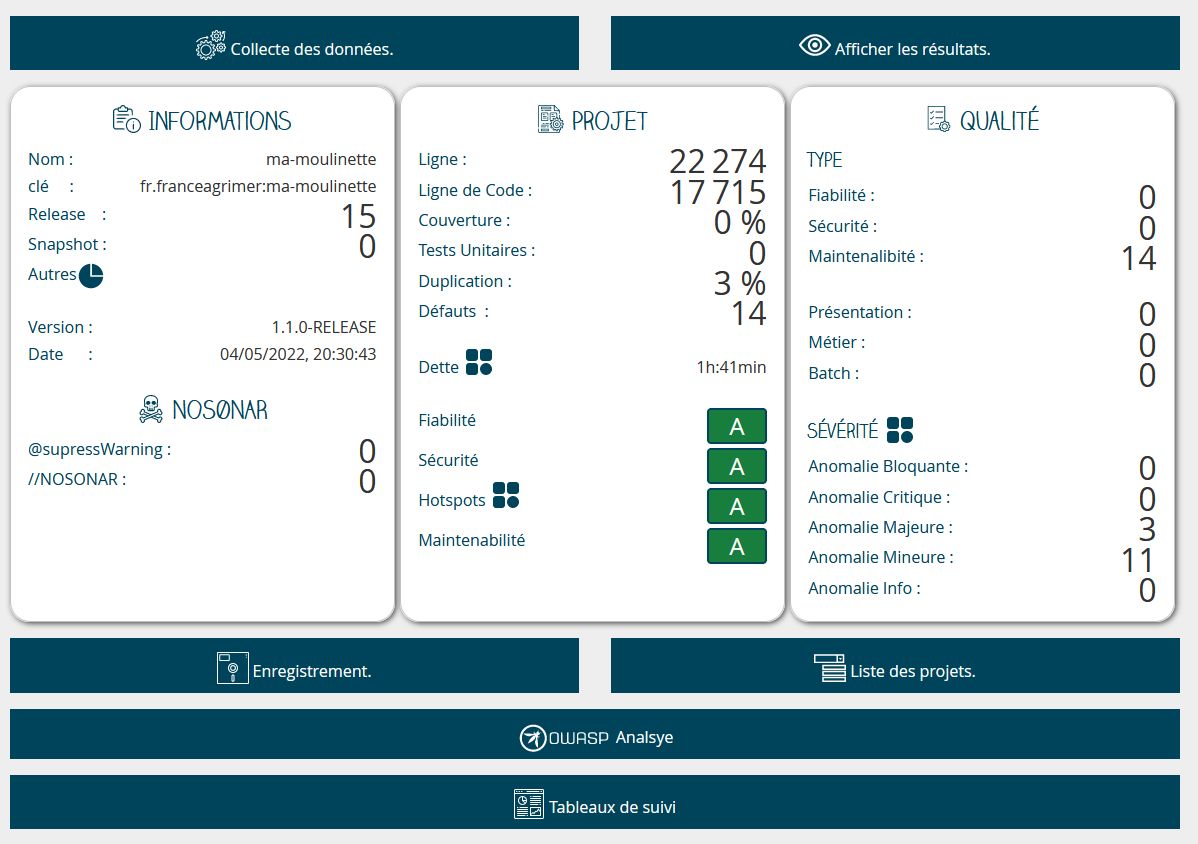 Collecte des données.
Afficher les résultats.
INFORMATIONS
Nom : ma-moulinette
clé : fr.franceagrimer:ma-moulinette
Release : 15
Snapshot : 0
Autres
Version : 1.1.0-RELEASE
Date : 04/05/2022, 20:30:43
NOSØNAR
@supressWarning : 0
//NOSONAR : 0
PROJET
Ligne : 22 274
Ligne de Code : 17 715
Couverture : 0 %
Tests Unitaires : 0
Duplication : 3 %
Défauts : 14
Dette 1h:41min
Fiabilité A
Sécurité A
Hotspots A
Maintenabilité A
QUALITÉ
TYPE
Fiabilité : 0
Sécurité : 0
Maintenalibité : 14
Présentation : 0
Métier : 0
Batch : 0
SÉVÉRITÉ
Anomalie Bloquante : 0
Anomalie Critique : 0
Anomalie Majeure : 3
Anomalie Mineure : 11
Anomalie Info : 0
Enregistrement.
Liste des projets.
OWASP Analsye
Tableaux de suivi